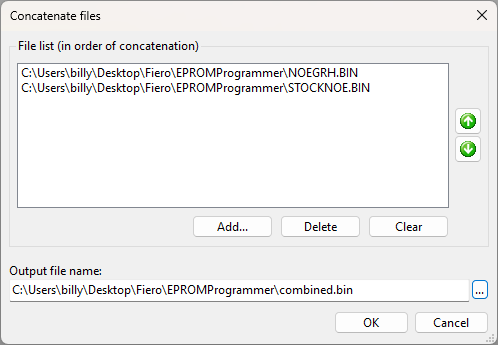 Concatenate files
File list (in order of concatenation)
C:\Users\billy\Desktop\Fiero\EPROMProgrammer\NOEGRH.BIN
C:\Users\billy\Desktop\Fiero\EPROMProgrammer\STOCKNOE.BIN
Add... Delete Clear
Output file name:
C:\Users\billy\Desktop\Fiero\EPROMProgrammer\combined.bin ...
OK Cancel